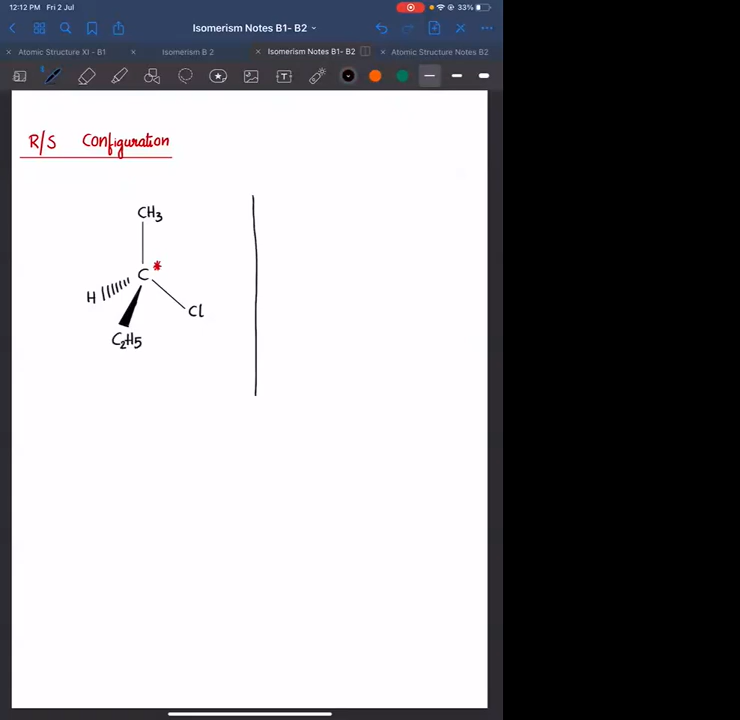 12:12 PM Fri 2 Jul 33%
Isomerism Notes B1- B2
Atomic Structure XI - B1 Isomerism B 2 Isomerism Notes B1- B2 Atomic Structure Notes B2
R/S Configuration
CH3
C*
H
Cl
C2H5